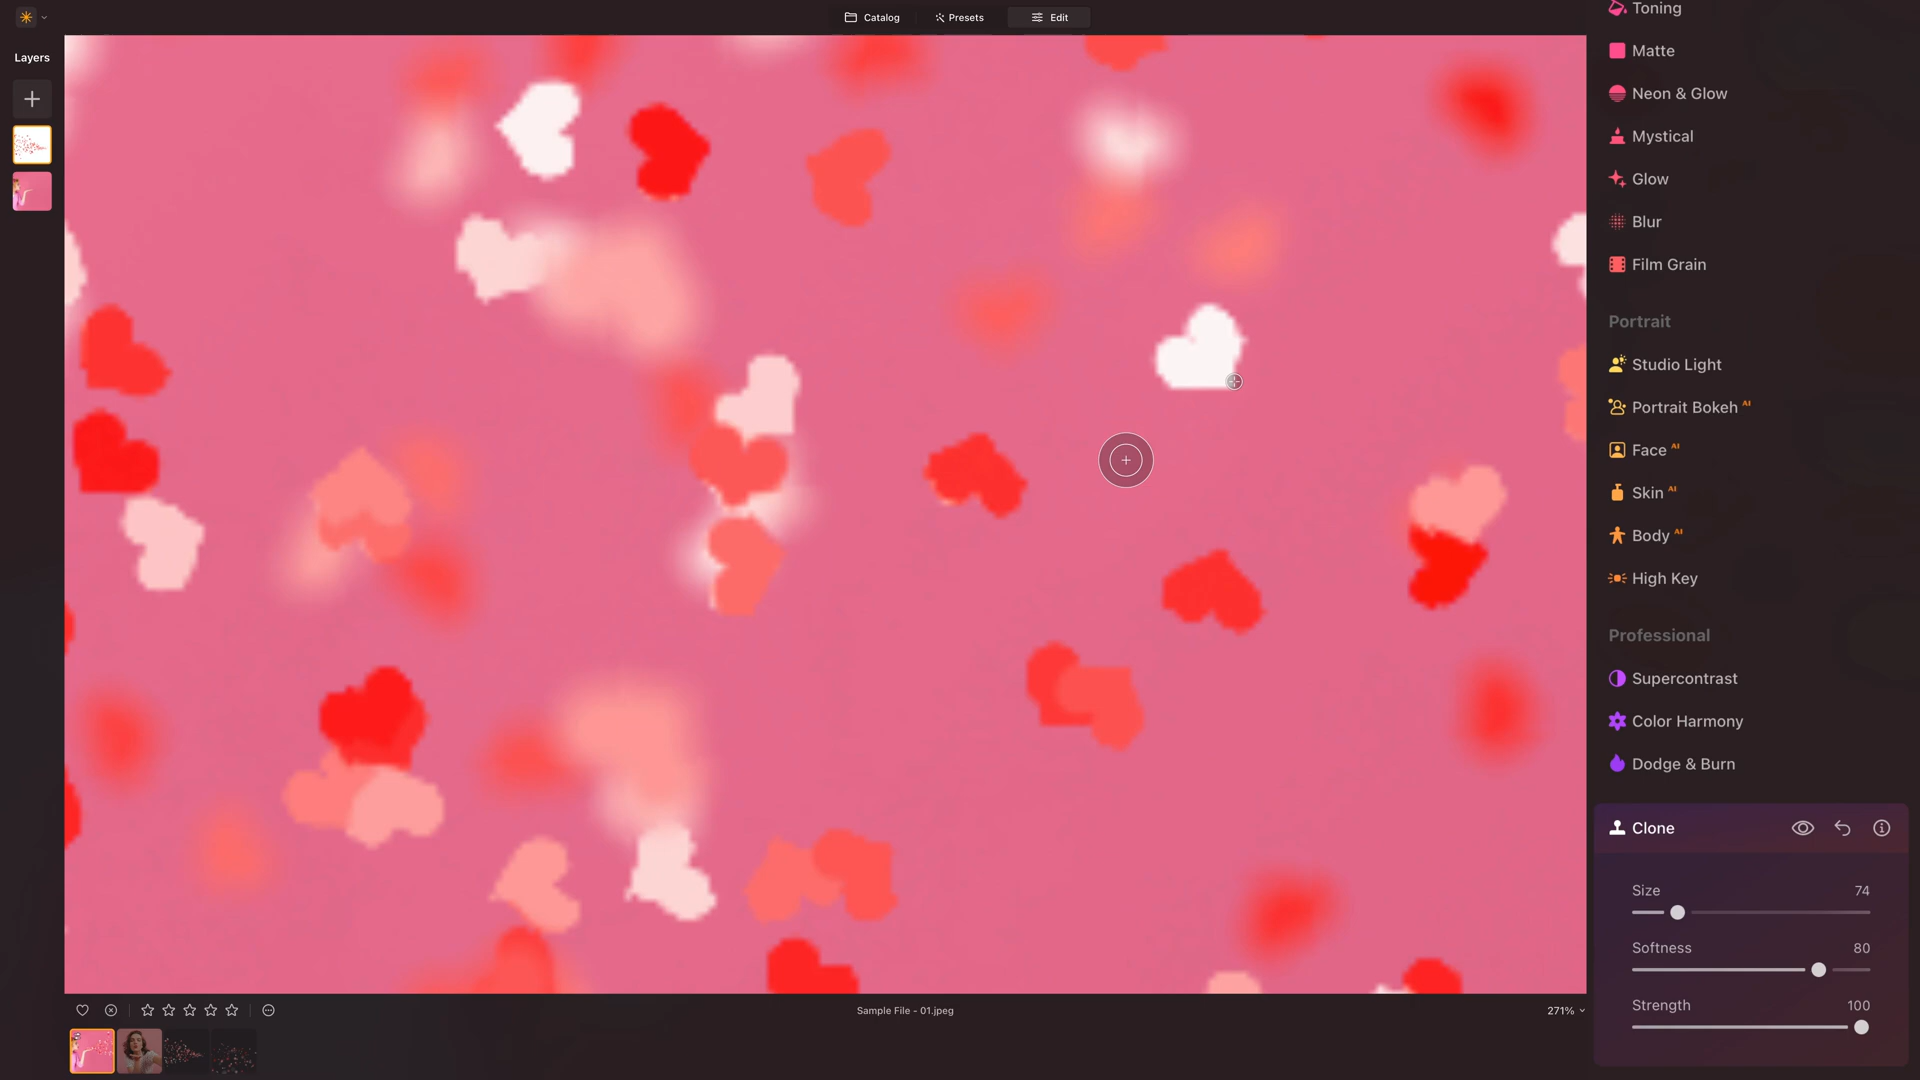 Catalog
Presets
Edit
Layers
Toning
Matte
Neon & Glow
Mystical
Glow
Blur
Film Grain
Portrait
Studio Light
Portrait Bokeh AI
Face AI
Skin AI
Body AI
High Key
Professional
Supercontrast
Color Harmony
Dodge & Burn
Clone
Size 74
Softness 80
Strength 100
Sample File - 01.jpeg
271%